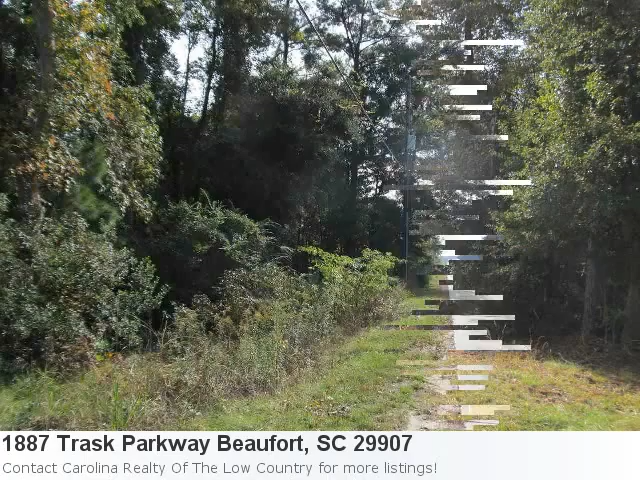 1887 Trask Parkway Beaufort, SC 29907
Contact Carolina Realty Of The Low Country for more listings!